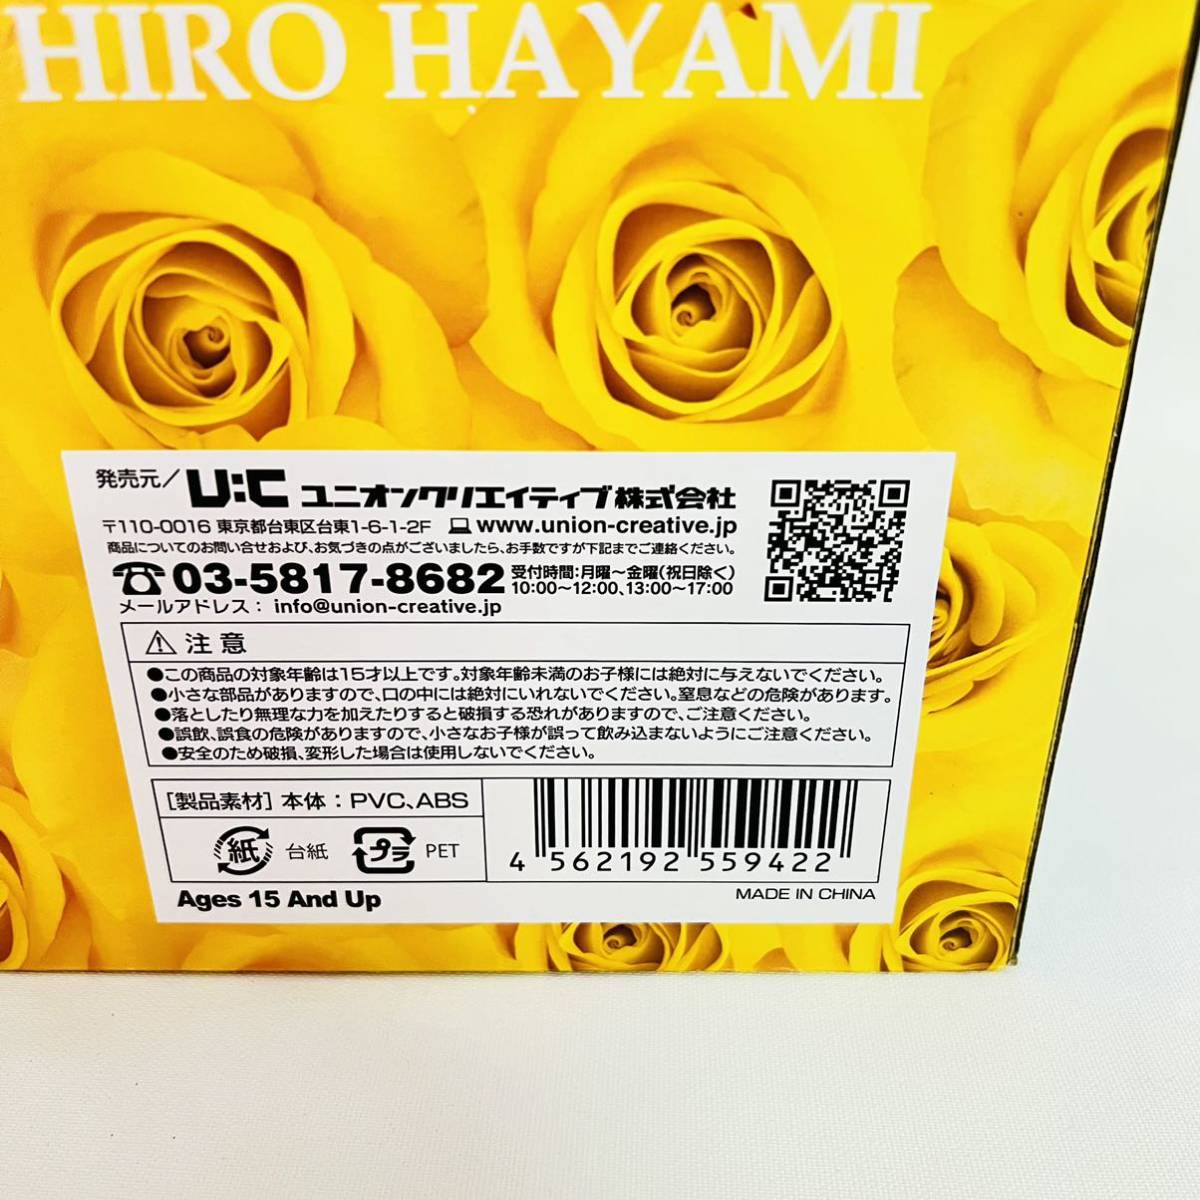 HIRO HAYAMI
発売元/ U:C ユニオンクリエイティブ株式会社
〒110-0016 東京都台東区台東1-6-1-2F www.union-creative.jp
商品についてのお問い合せおよび、お気づきの点がございましたら、お手数ですが下記までご連絡ください。
☎03-5817-8682 受付時間:月曜〜金曜(祝日除く)
10:00〜12:00、13:00〜17:00
メールアドレス: info@union-creative.jp
⚠注意
●この商品の対象年齢は15才以上です。対象年齢未満のお子様には絶対に与えないでください。
●小さな部品がありますので、口の中には絶対にいれないでください。窒息などの危険があります。
●落としたり無理な力を加えたりすると破損する恐れがありますので、ご注意ください。
●誤飲、誤食の危険がありますので、小さなお子様が誤って飲み込まないようにご注意ください。
●安全のため破損、変形した場合は使用しないでください。
[製品素材] 本体:PVC、ABS
紙 台紙 プラ PET
4 562192 559422
Ages 15 And Up
MADE IN CHINA